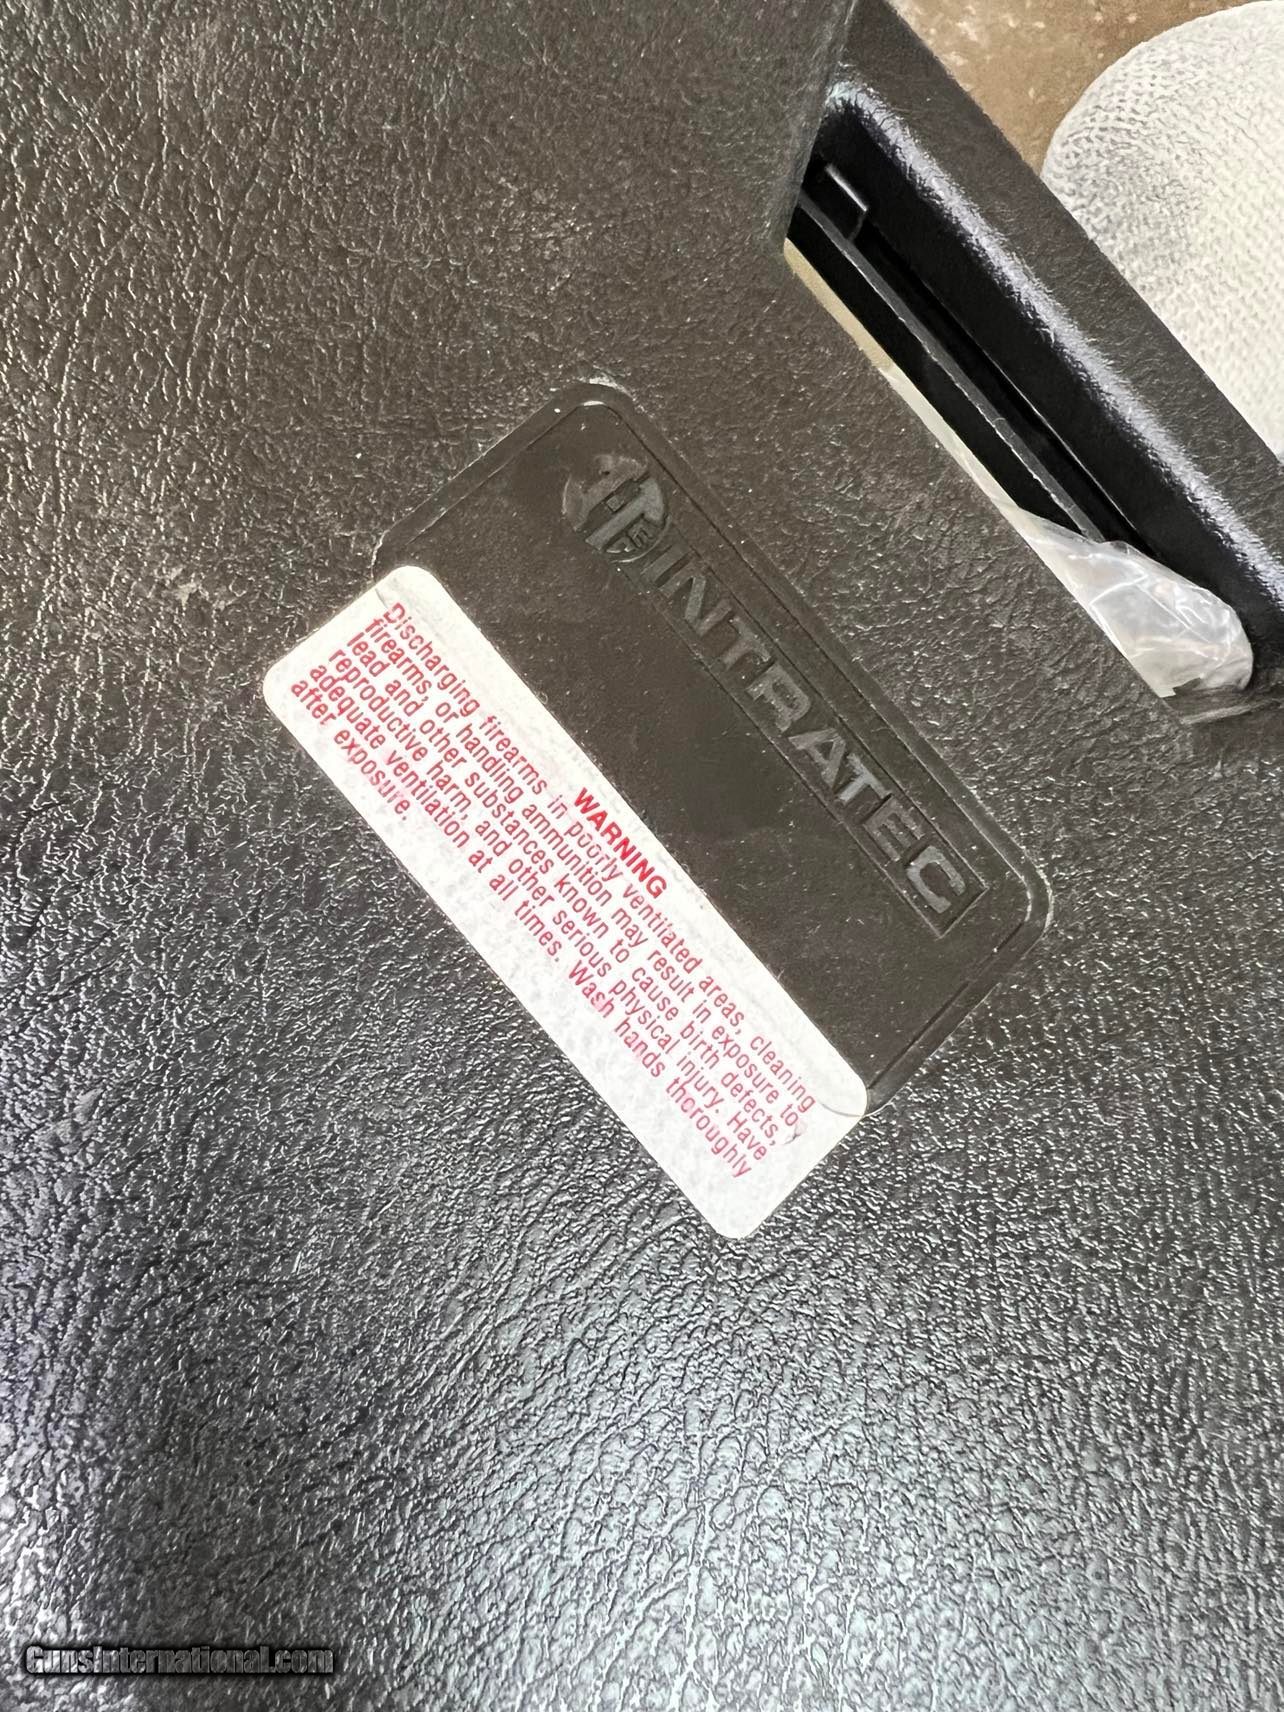 INTRATEC
WARNING
Discharging firearms in poorly ventilated areas, cleaning
firearms, or handling ammunition may result in exposure to
lead and other substances known to cause birth defects,
reproductive harm, and other serious physical injury. Have
adequate ventilation at all times. Wash hands thoroughly
after exposure.
GunsInternational.com